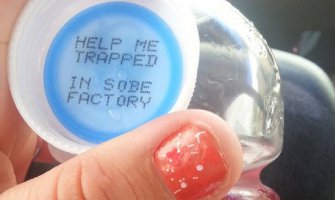 HELP ME
TRAPPED
IN SOBE
FACTORY